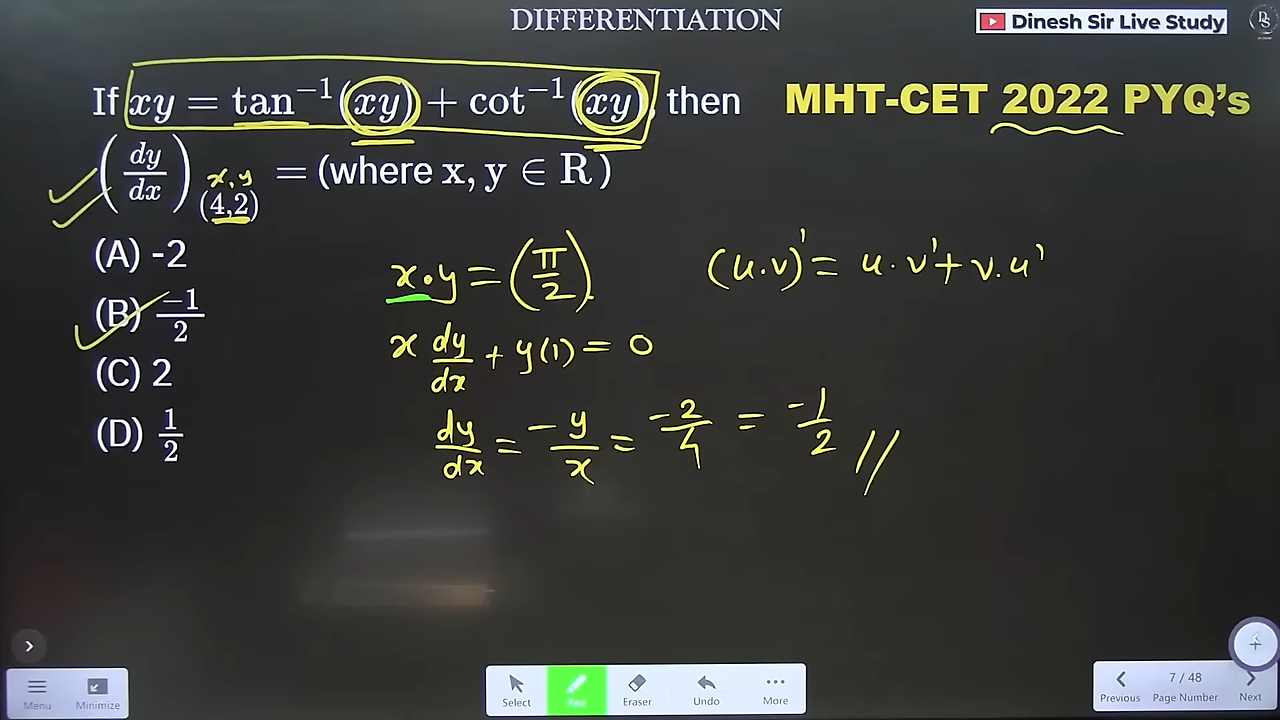 DIFFERENTIATION
Dinesh Sir Live Study
DS
If xy = tan⁻¹(xy) + cot⁻¹(xy), then
MHT-CET 2022 PYQ's
(dy/dx) x,y (4,2) = (where x, y ∈ R)
(A) -2
(B) -1/2
(C) 2
(D) 1/2
x·y = (π/2)
(u.v)' = u.v' + v.u'
x dy/dx + y(1) = 0
dy/dx = -y/x = -2/4 = -1/2 //
Menu
Minimize
Select
Pen
Eraser
Undo
More
7 / 48
Previous
Page Number
Next